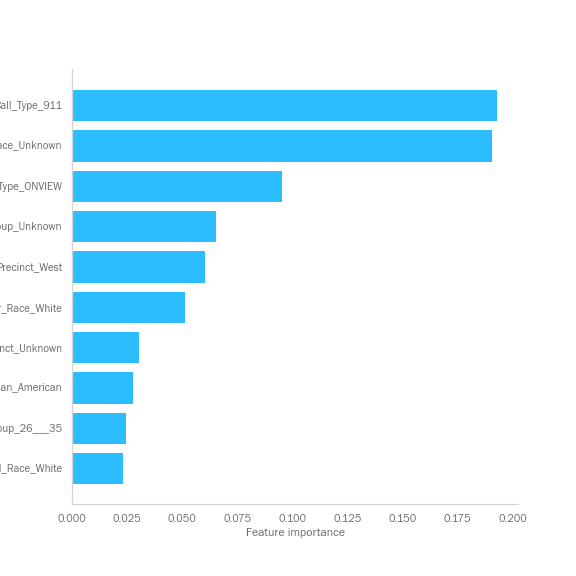 all_Type_911
ace_Unknown
Type_ONVIEW
oup_Unknown
Precinct_West
r_Race_White
nct_Unknown
an_American
oup_26___35
_Race_White
0.000 0.025 0.050 0.075 0.100 0.125 0.150 0.175 0.200
Feature importance